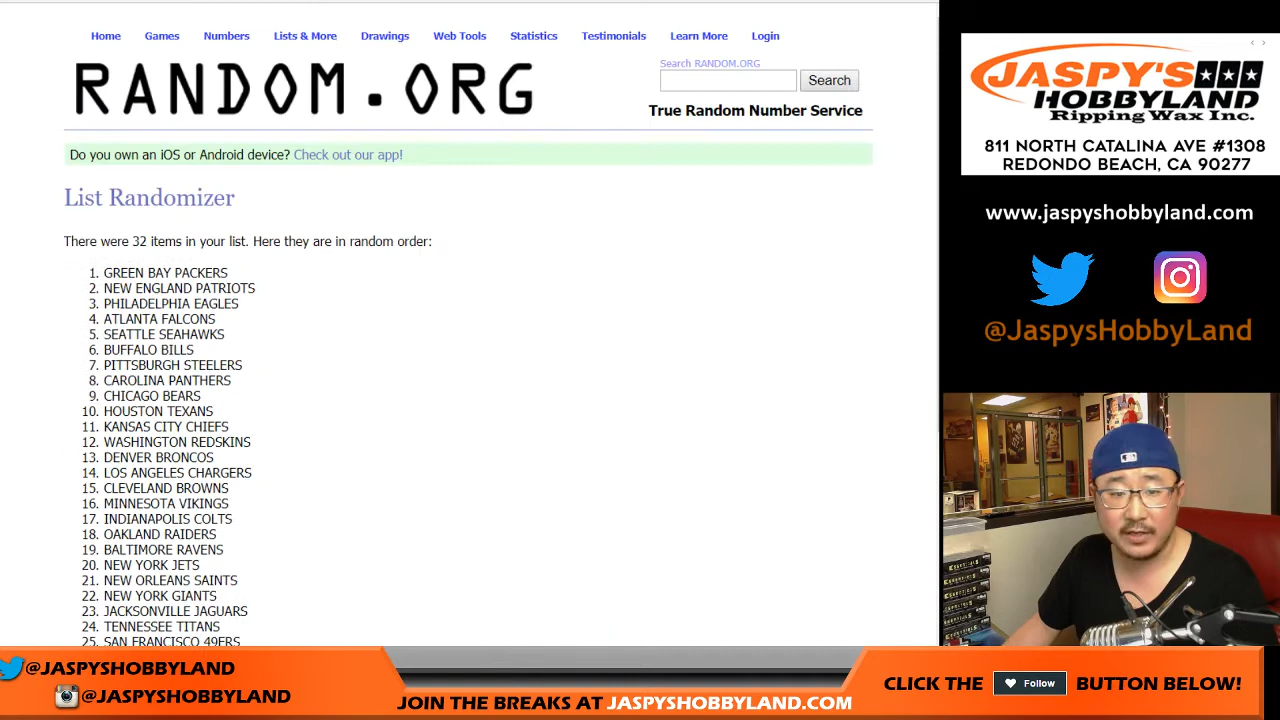 Home Games Numbers Lists & More Drawings Web Tools Statistics Testimonials Learn More Login
RANDOM.ORG
Search RANDOM.ORG
Search
True Random Number Service
Do you own an iOS or Android device? Check out our app!
List Randomizer
There were 32 items in your list. Here they are in random order:
1. GREEN BAY PACKERS
2. NEW ENGLAND PATRIOTS
3. PHILADELPHIA EAGLES
4. ATLANTA FALCONS
5. SEATTLE SEAHAWKS
6. BUFFALO BILLS
7. PITTSBURGH STEELERS
8. CAROLINA PANTHERS
9. CHICAGO BEARS
10. HOUSTON TEXANS
11. KANSAS CITY CHIEFS
12. WASHINGTON REDSKINS
13. DENVER BRONCOS
14. LOS ANGELES CHARGERS
15. CLEVELAND BROWNS
16. MINNESOTA VIKINGS
17. INDIANAPOLIS COLTS
18. OAKLAND RAIDERS
19. BALTIMORE RAVENS
20. NEW YORK JETS
21. NEW ORLEANS SAINTS
22. NEW YORK GIANTS
23. JACKSONVILLE JAGUARS
24. TENNESSEE TITANS
25. SAN FRANCISCO 49ERS
JASPY'S
HOBBYLAND
Ripping Wax Inc.
811 NORTH CATALINA AVE #1308
REDONDO BEACH, CA 90277
www.jaspyshobbyland.com
@JaspysHobbyLand
@JASPYSHOBBYLAND
@JASPYSHOBBYLAND
JOIN THE BREAKS AT JASPYSHOBBYLAND.COM
CLICK THE Follow BUTTON BELOW!